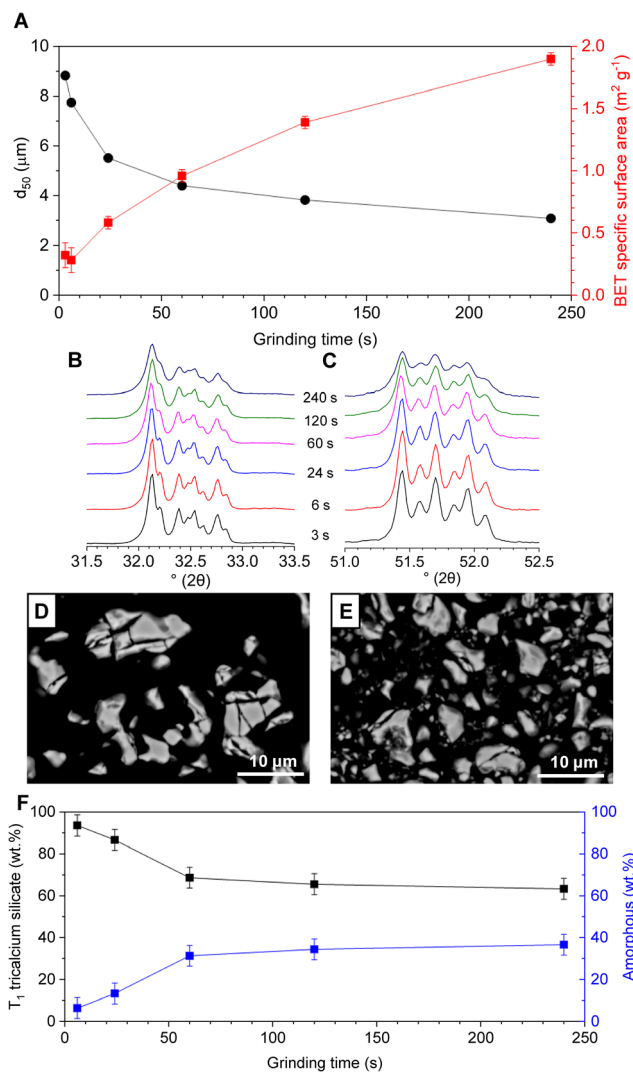 A
10
8
6
4
2
0
d50 (μm)
2.0
1.5
1.0
0.5
0.0
BET specific surface area (m² g⁻¹)
0 50 100 150 200 250
Grinding time (s)
B
C
240 s
120 s
60 s
24 s
6 s
3 s
31.5 32.0 32.5 33.0 33.5
° (2θ)
51.0 51.5 52.0 52.5
° (2θ)
D
10 μm
E
10 μm
F
100
80
60
40
20
0
T1 tricalcium silicate (wt.%)
100
80
60
40
20
0
Amorphous (wt.%)
0 50 100 150 200 250
Grinding time (s)